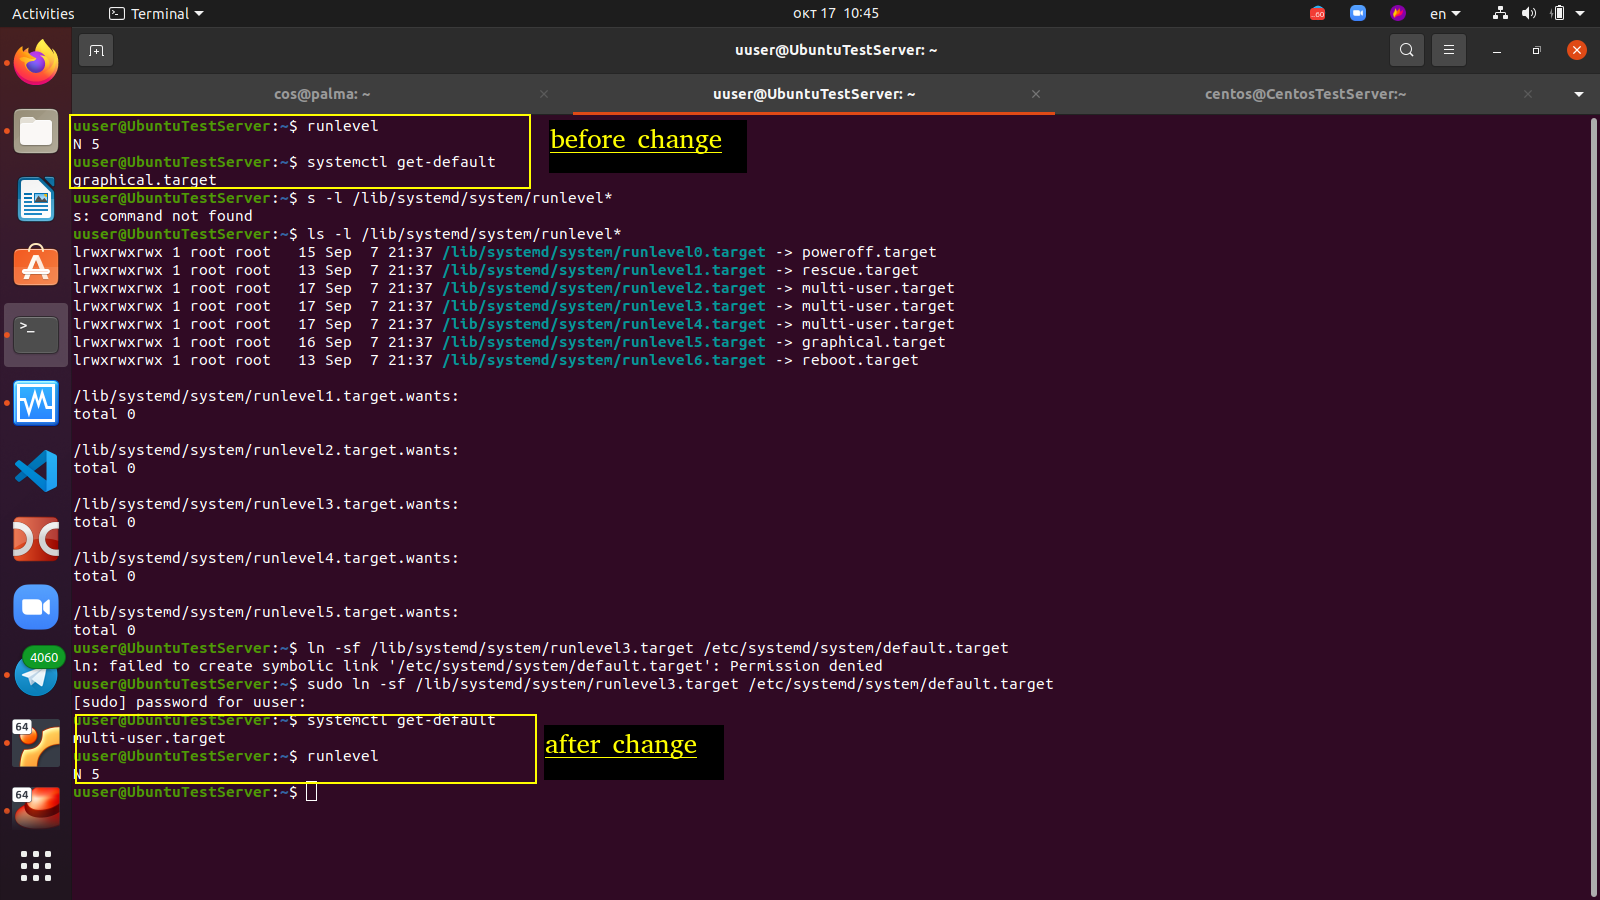 Activities
Terminal
окт 17 10:45
60
en
uuser@UbuntuTestServer: ~
cos@palma: ~
uuser@UbuntuTestServer: ~
centos@CentosTestServer:~
uuser@UbuntuTestServer:~$ runlevel
N 5
uuser@UbuntuTestServer:~$ systemctl get-default
graphical.target
before change
uuser@UbuntuTestServer:~$ s -l /lib/systemd/system/runlevel*
s: command not found
uuser@UbuntuTestServer:~$ ls -l /lib/systemd/system/runlevel*
lrwxrwxrwx 1 root root   15 Sep  7 21:37 /lib/systemd/system/runlevel0.target -> poweroff.target
lrwxrwxrwx 1 root root   13 Sep  7 21:37 /lib/systemd/system/runlevel1.target -> rescue.target
lrwxrwxrwx 1 root root   17 Sep  7 21:37 /lib/systemd/system/runlevel2.target -> multi-user.target
lrwxrwxrwx 1 root root   17 Sep  7 21:37 /lib/systemd/system/runlevel3.target -> multi-user.target
lrwxrwxrwx 1 root root   17 Sep  7 21:37 /lib/systemd/system/runlevel4.target -> multi-user.target
lrwxrwxrwx 1 root root   16 Sep  7 21:37 /lib/systemd/system/runlevel5.target -> graphical.target
lrwxrwxrwx 1 root root   13 Sep  7 21:37 /lib/systemd/system/runlevel6.target -> reboot.target
/lib/systemd/system/runlevel1.target.wants:
total 0
/lib/systemd/system/runlevel2.target.wants:
total 0
/lib/systemd/system/runlevel3.target.wants:
total 0
/lib/systemd/system/runlevel4.target.wants:
total 0
/lib/systemd/system/runlevel5.target.wants:
total 0
uuser@UbuntuTestServer:~$ ln -sf /lib/systemd/system/runlevel3.target /etc/systemd/system/default.target
ln: failed to create symbolic link '/etc/systemd/system/default.target': Permission denied
uuser@UbuntuTestServer:~$ sudo ln -sf /lib/systemd/system/runlevel3.target /etc/systemd/system/default.target
[sudo] password for uuser:
uuser@UbuntuTestServer:~$ systemctl get-default
multi-user.target
uuser@UbuntuTestServer:~$ runlevel
N 5
after change
uuser@UbuntuTestServer:~$
4060
64
64